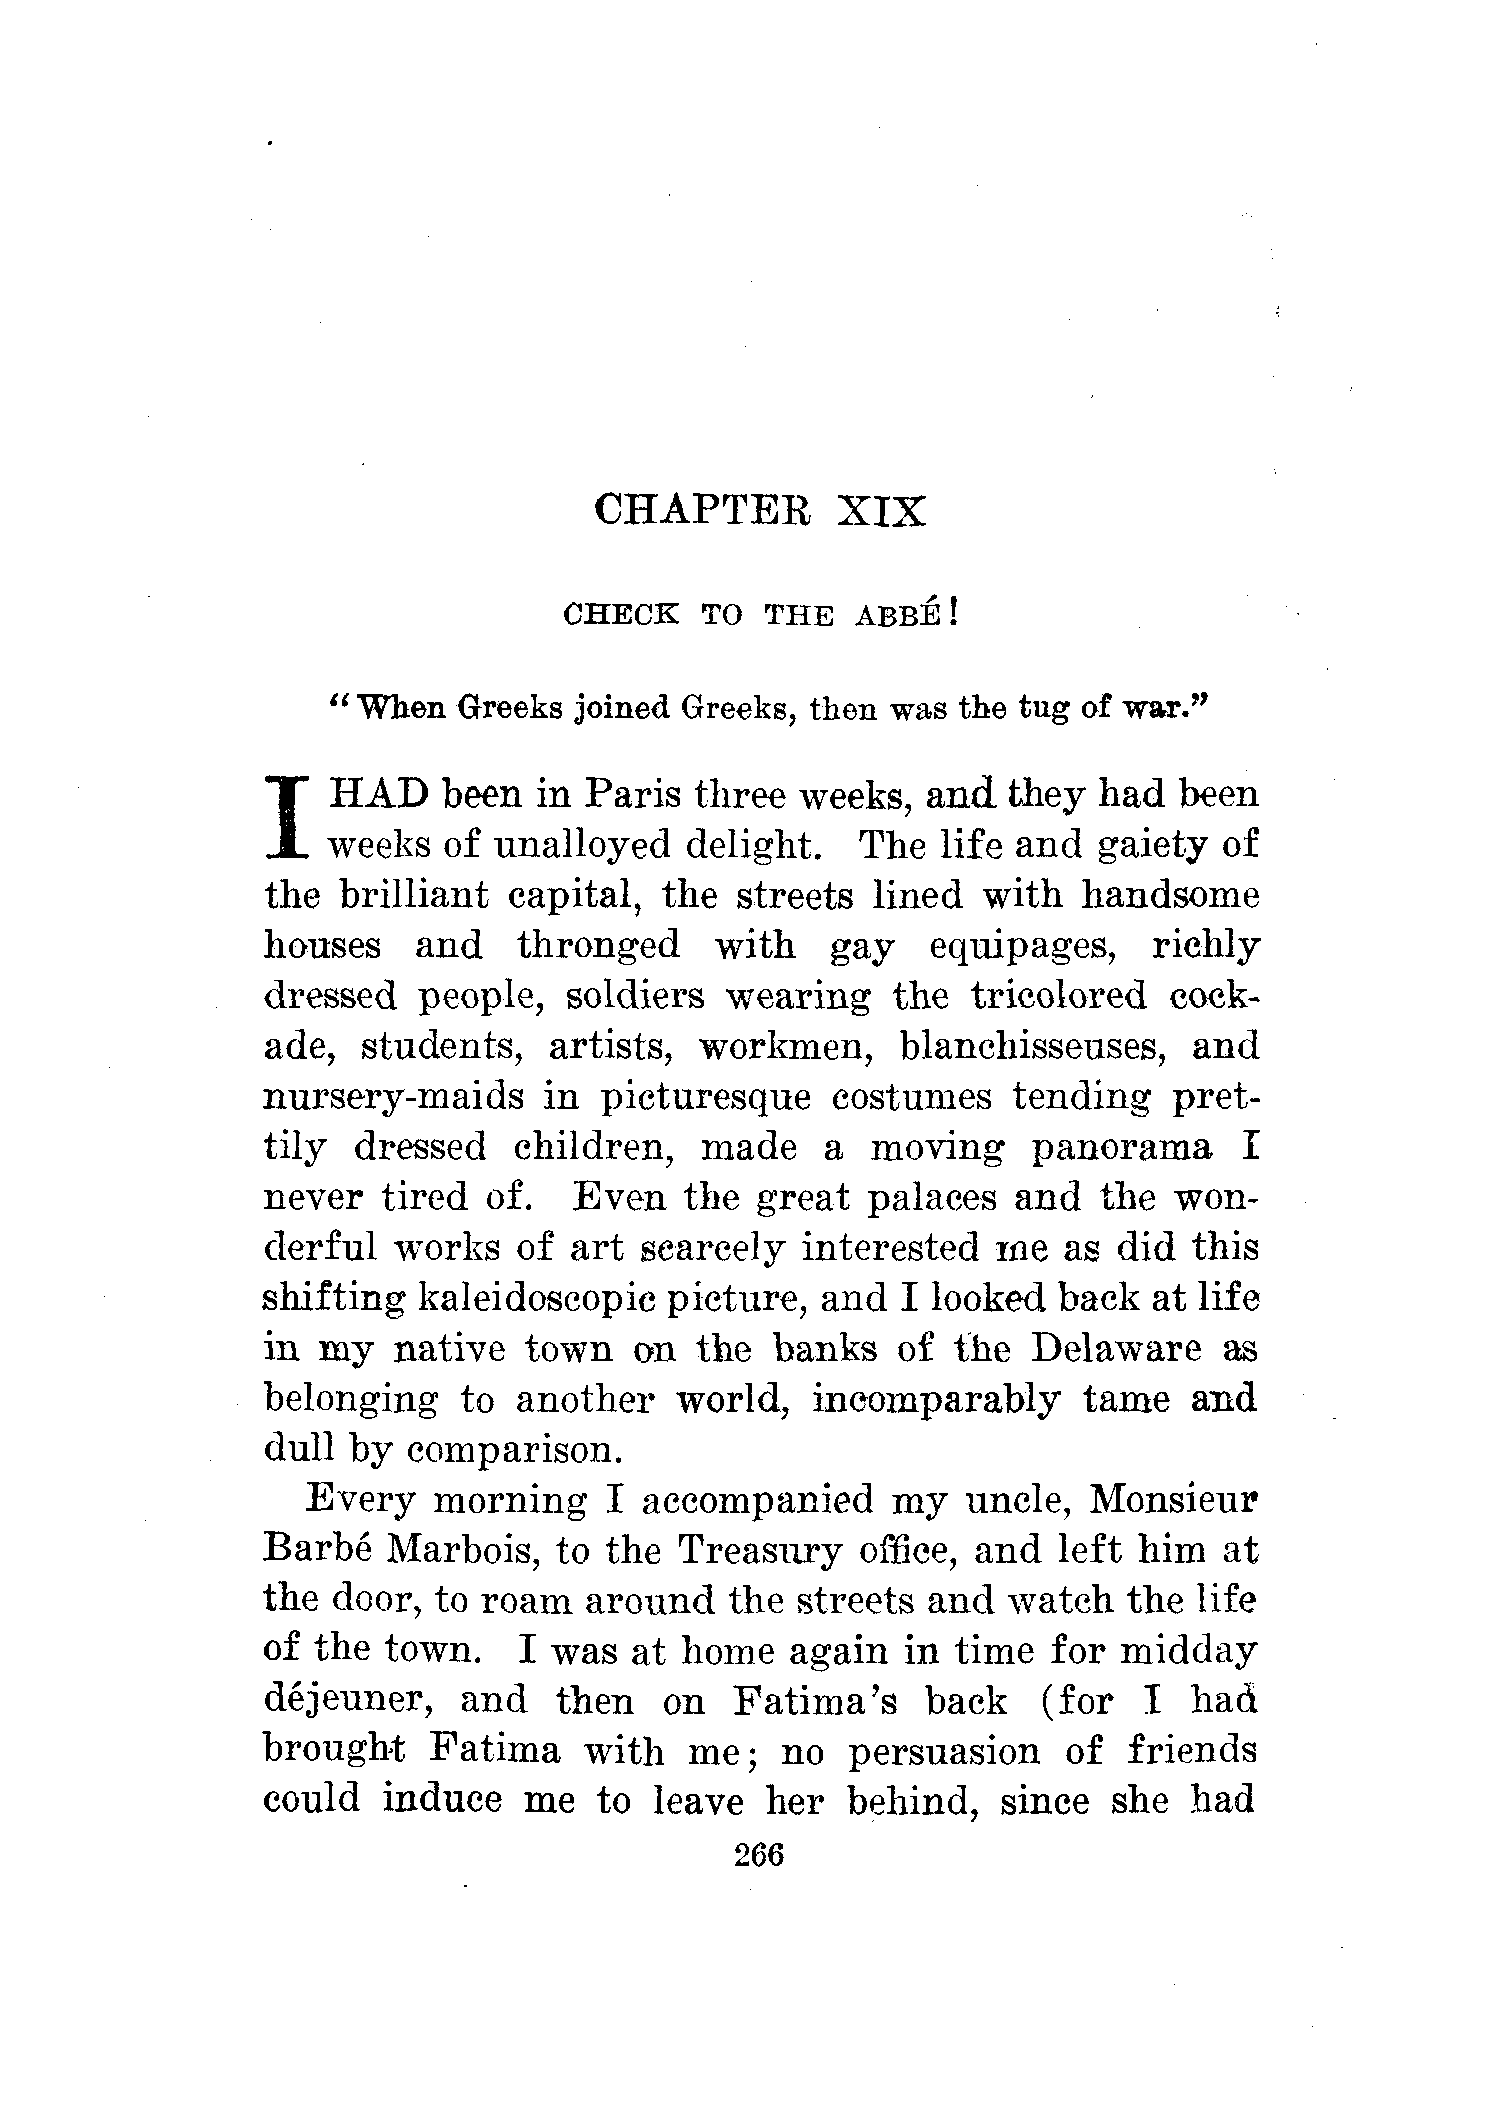 CHAPTER XIX
CHECK TO THE ABBÉ!
“When Greeks joined Greeks, then was the tug of war.”
I HAD been in Paris three weeks, and they had been
weeks of unalloyed delight. The life and gaiety of
the brilliant capital, the streets lined with handsome
houses and thronged with gay equipages, richly
dressed people, soldiers wearing the tricolored cock-
ade, students, artists, workmen, blanchisseuses, and
nursery-maids in picturesque costumes tending pret-
tily dressed children, made a moving panorama I
never tired of. Even the great palaces and the won-
derful works of art scarcely interested me as did this
shifting kaleidoscopic picture, and I looked back at life
in my native town on the banks of the Delaware as
belonging to another world, incomparably tame and
dull by comparison.
Every morning I accompanied my uncle, Monsieur
Barbé Marbois, to the Treasury office, and left him at
the door, to roam around the streets and watch the life
of the town. I was at home again in time for midday
déjeuner, and then on Fatima’s back (for I had
brought Fatima with me; no persuasion of friends
could induce me to leave her behind, since she had
266